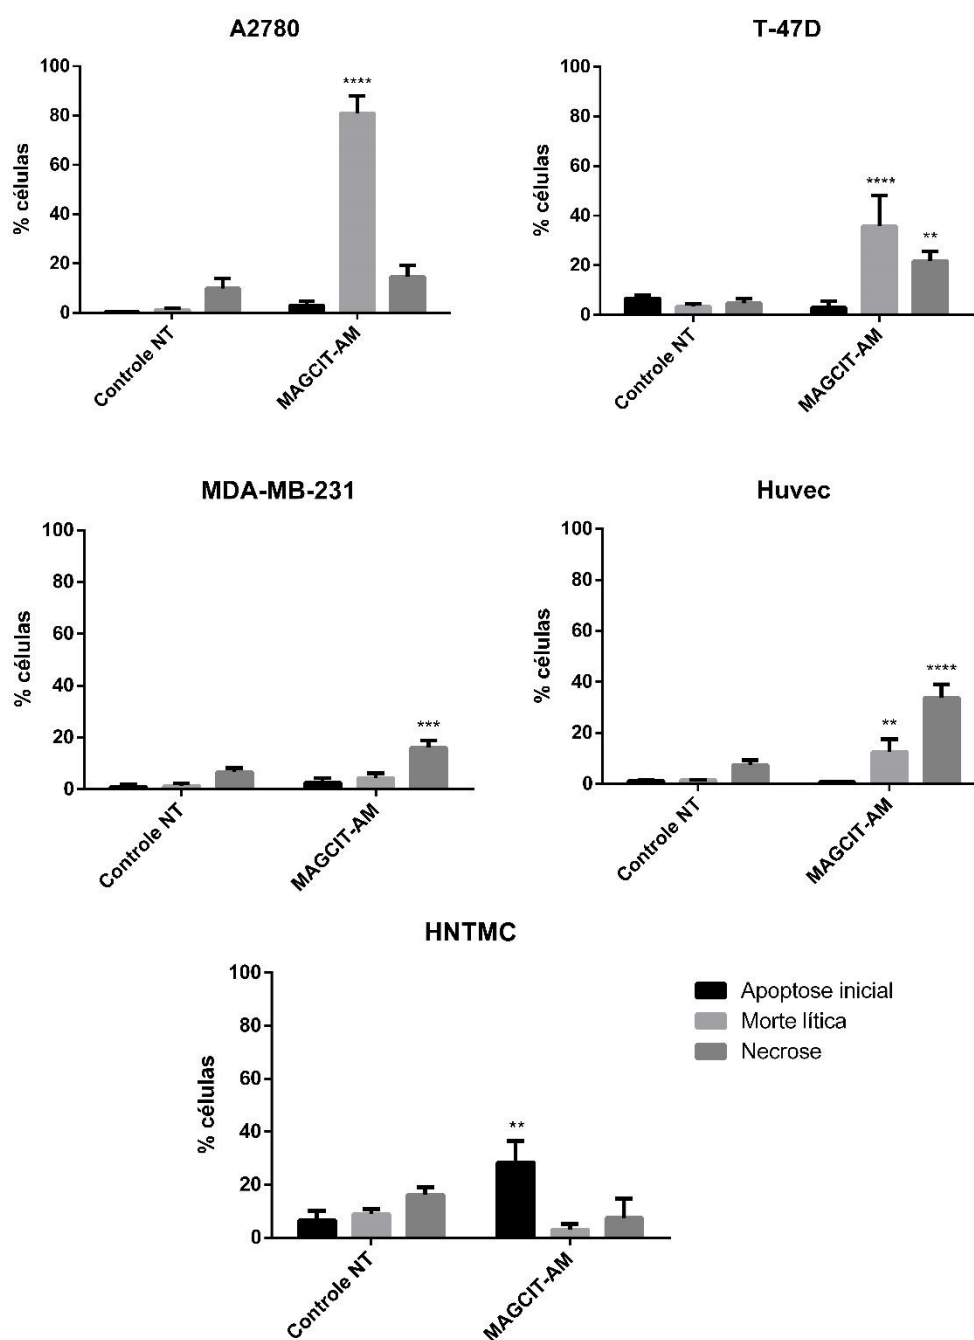 A2780
100
80
60
40
20
0
% células
****
Controle NT
MAGCIT-AM
T-47D
100
80
60
40
20
0
% células
****
**
Controle NT
MAGCIT-AM
MDA-MB-231
100
80
60
40
20
0
% células
***
Controle NT
MAGCIT-AM
Huvec
100
80
60
40
20
0
% células
**
****
Controle NT
MAGCIT-AM
HNTMC
100
80
60
40
20
0
% células
**
Controle NT
MAGCIT-AM
Apoptose inicial
Morte lítica
Necrose